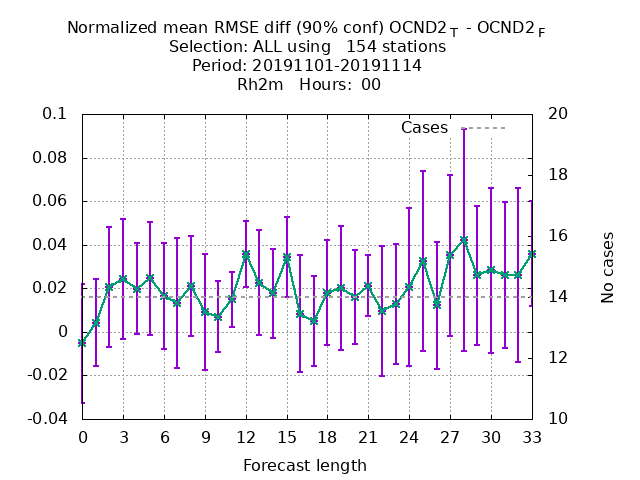 Normalized mean RMSE diff (90% conf) OCND2 T - OCND2 F
Selection: ALL using   154 stations
Period: 20191101-20191114
Rh2m   Hours:  00
0.1
0.08
0.06
0.04
0.02
0
-0.02
-0.04
Cases
20
18
16
14
12
10
No cases
0 3 6 9 12 15 18 21 24 27 30 33
Forecast length